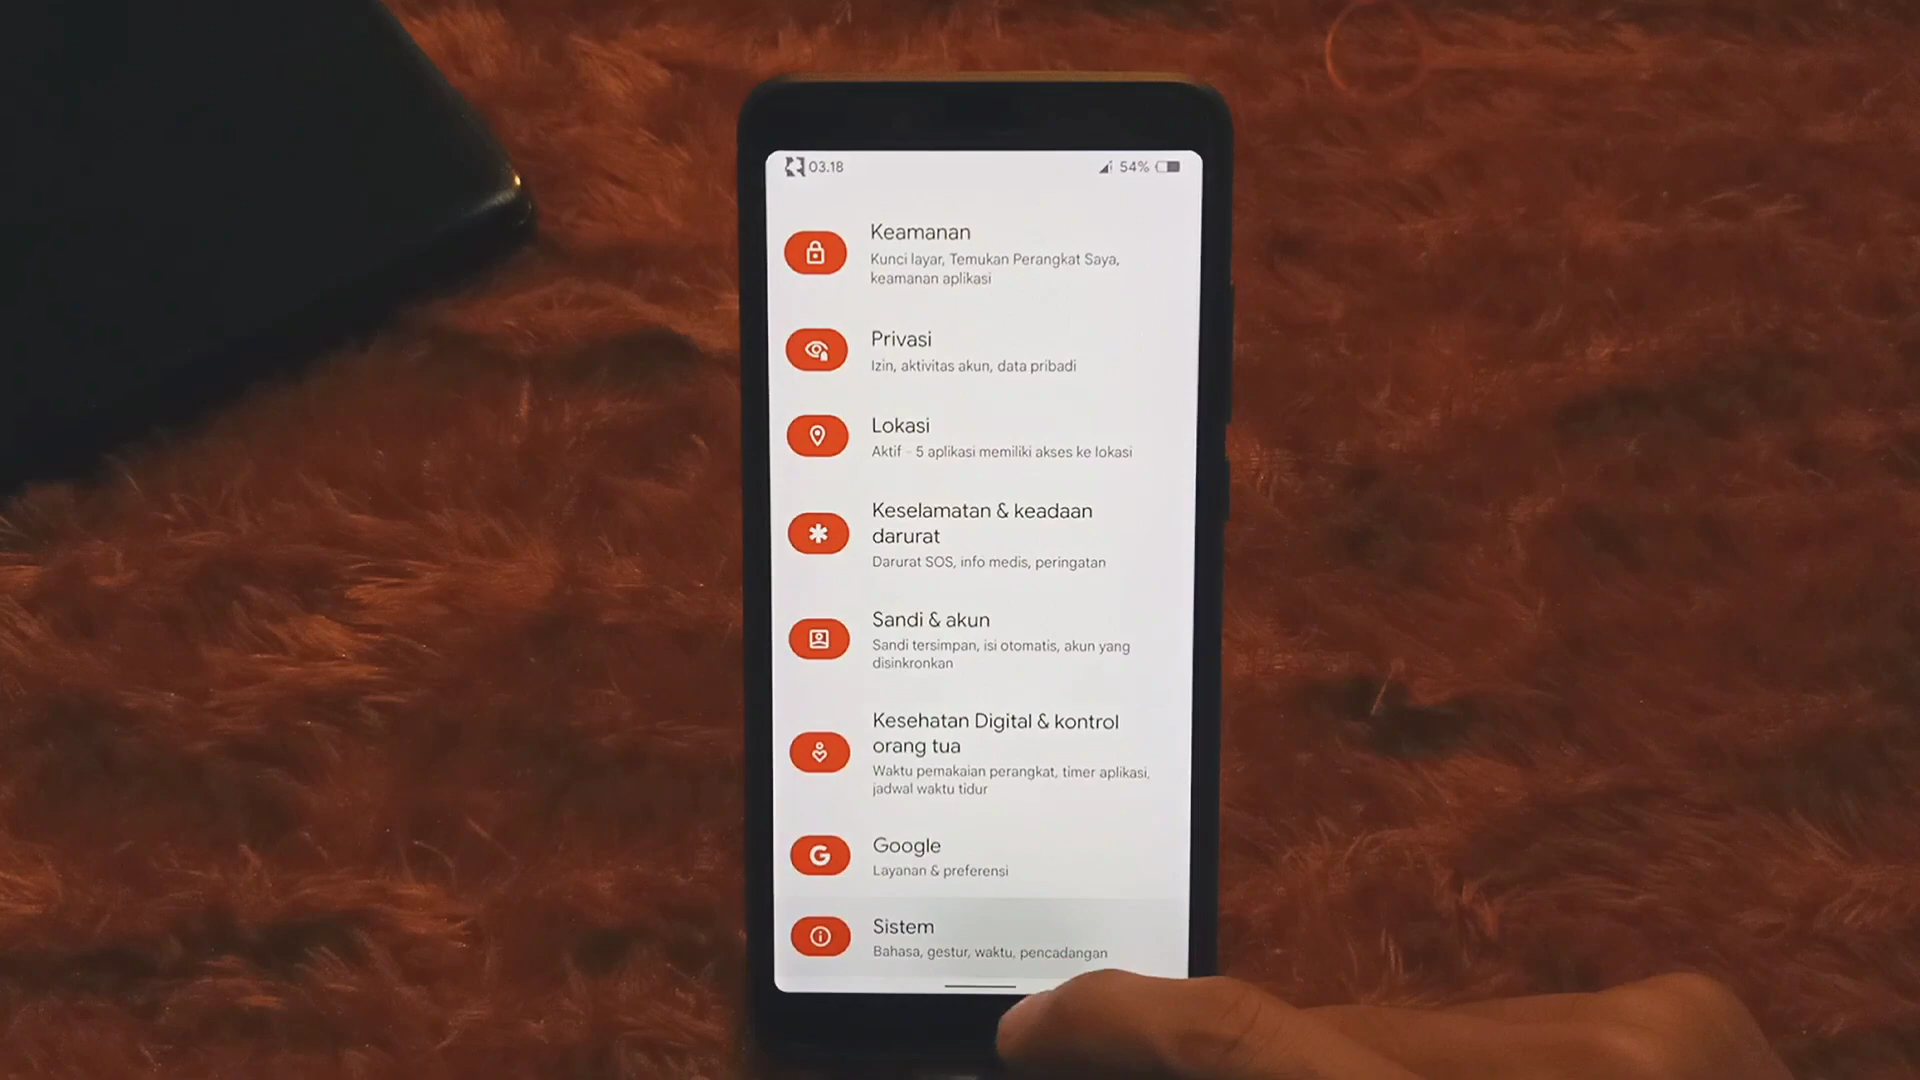 03.18
54%
Keamanan
Kunci layar, Temukan Perangkat Saya,
keamanan aplikasi
Privasi
Izin, aktivitas akun, data pribadi
Lokasi
Aktif - 5 aplikasi memiliki akses ke lokasi
Keselamatan & keadaan
darurat
Darurat SOS, info medis, peringatan
Sandi & akun
Sandi tersimpan, isi otomatis, akun yang
disinkronkan
Kesehatan Digital & kontrol
orang tua
Waktu pemakaian perangkat, timer aplikasi,
jadwal waktu tidur
G
Google
Layanan & preferensi
Sistem
Bahasa, gestur, waktu, pencadangan